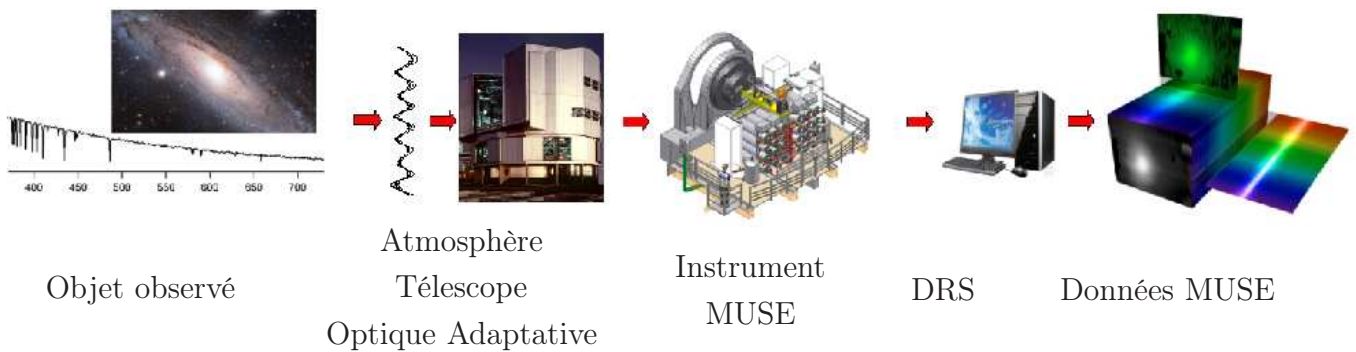 400 450 500 550 600 650 700
Objet observé
Atmosphère
Télescope
Optique Adaptative
Instrument
MUSE
DRS
Données MUSE